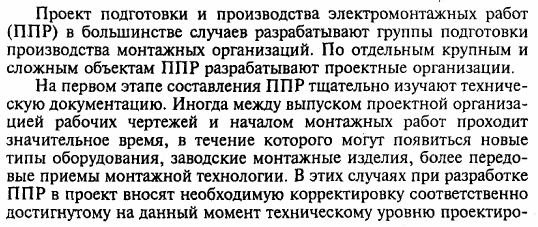 Проект подготовки и производства электромонтажных работ
(ППР) в большинстве случаев разрабатывают группы подготовки
производства монтажных организаций. По отдельным крупным и
сложным объектам ППР разрабатывают проектные организации.
На первом этапе составления ППР тщательно изучают техниче-
скую документацию. Иногда между выпуском проектной организа-
цией рабочих чертежей и началом монтажных работ проходит
значительное время, в течение которого могут появиться новые
типы оборудования, заводские монтажные изделия, более передо-
вые приемы монтажной технологии. В этих случаях при разработке
ППР в проект вносят необходимую корректировку соответственно
достигнутому на данный момент техническому уровню проектиро-